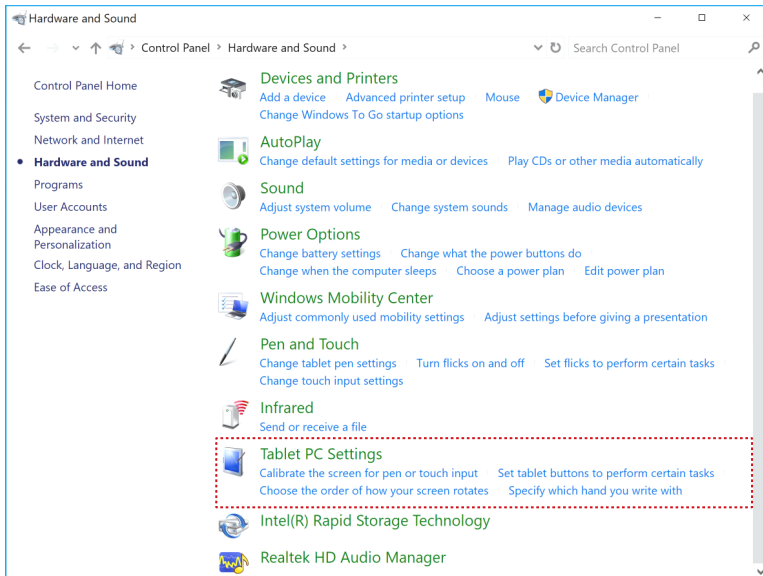 Hardware and Sound
Control Panel > Hardware and Sound >
Search Control Panel
Control Panel Home
System and Security
Network and Internet
Hardware and Sound
Programs
User Accounts
Appearance and
Personalization
Clock, Language, and Region
Ease of Access
Devices and Printers
Add a device Advanced printer setup Mouse Device Manager
Change Windows To Go startup options
AutoPlay
Change default settings for media or devices Play CDs or other media automatically
Sound
Adjust system volume Change system sounds Manage audio devices
Power Options
Change battery settings Change what the power buttons do
Change when the computer sleeps Choose a power plan Edit power plan
Windows Mobility Center
Adjust commonly used mobility settings Adjust settings before giving a presentation
Pen and Touch
Change tablet pen settings Turn flicks on and off Set flicks to perform certain tasks
Change touch input settings
Infrared
Send or receive a file
Tablet PC Settings
Calibrate the screen for pen or touch input Set tablet buttons to perform certain tasks
Choose the order of how your screen rotates Specify which hand you write with
Intel(R) Rapid Storage Technology
Realtek HD Audio Manager